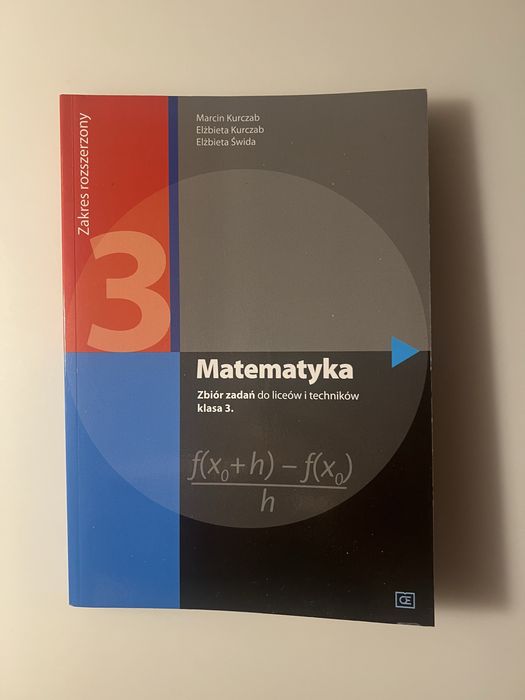 Zakres rozszerzony
3
Marcin Kurczab
Elżbieta Kurczab
Elżbieta Świda
Matematyka
Zbiór zadań do liceów i techników
klasa 3.
f(x₀+h) − f(x₀)
h
OE